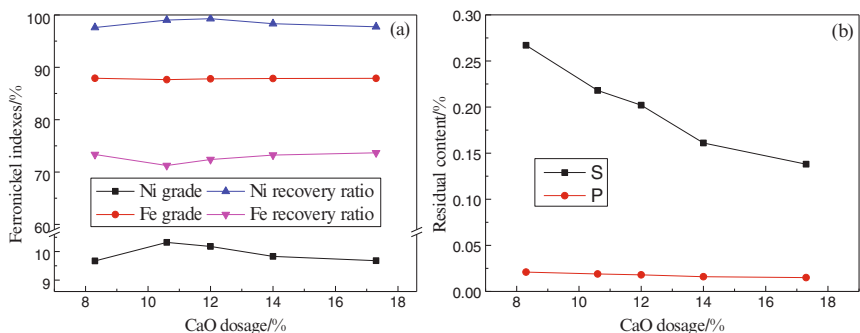 100
(a)
90
80
70
60
10
9
Ni grade
Ni recovery ratio
Fe grade
Fe recovery ratio
8
10
12
14
16
18
Ferronickel indexes/%
CaO dosage/%
0.30
(b)
0.25
0.20
0.15
0.10
0.05
0.00
S
P
8
10
12
14
16
18
Residual content/%
CaO dosage/%